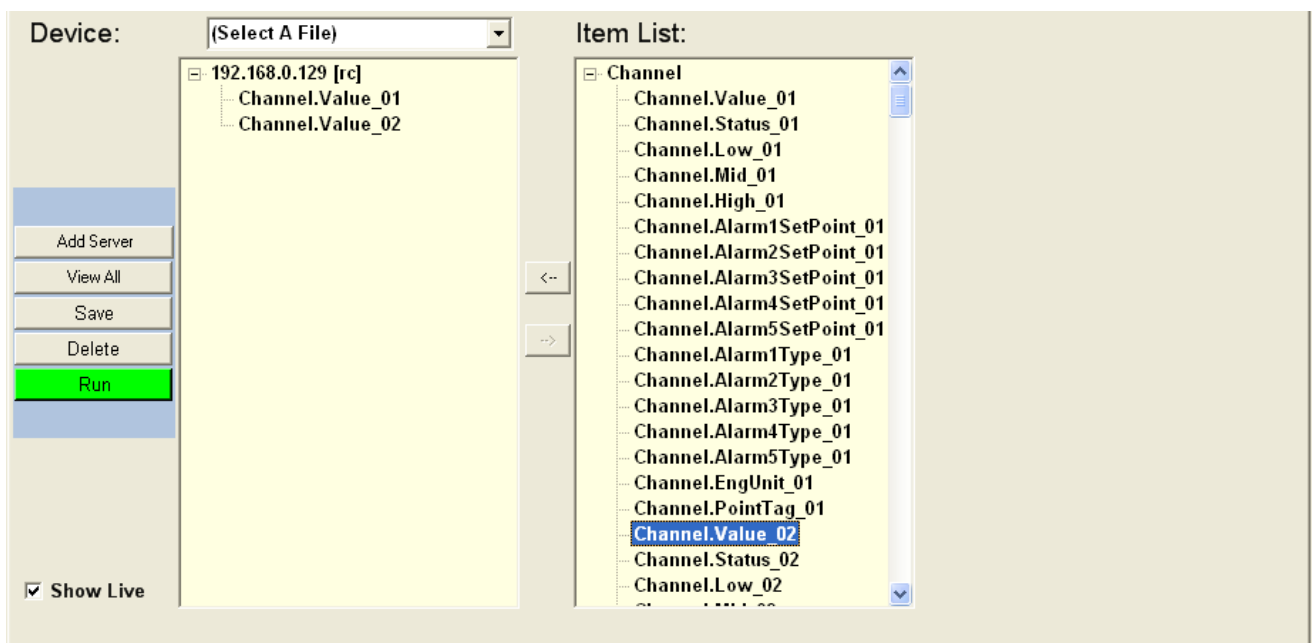 Device:
(Select A File)
192.168.0.129 [rc]
Channel.Value_01
Channel.Value_02
Add Server
View All
Save
Delete
Run
Show Live
<--
-->
Item List:
Channel
Channel.Value_01
Channel.Status_01
Channel.Low_01
Channel.Mid_01
Channel.High_01
Channel.Alarm1SetPoint_01
Channel.Alarm2SetPoint_01
Channel.Alarm3SetPoint_01
Channel.Alarm4SetPoint_01
Channel.Alarm5SetPoint_01
Channel.Alarm1Type_01
Channel.Alarm2Type_01
Channel.Alarm3Type_01
Channel.Alarm4Type_01
Channel.Alarm5Type_01
Channel.EngUnit_01
Channel.PointTag_01
Channel.Value_02
Channel.Status_02
Channel.Low_02